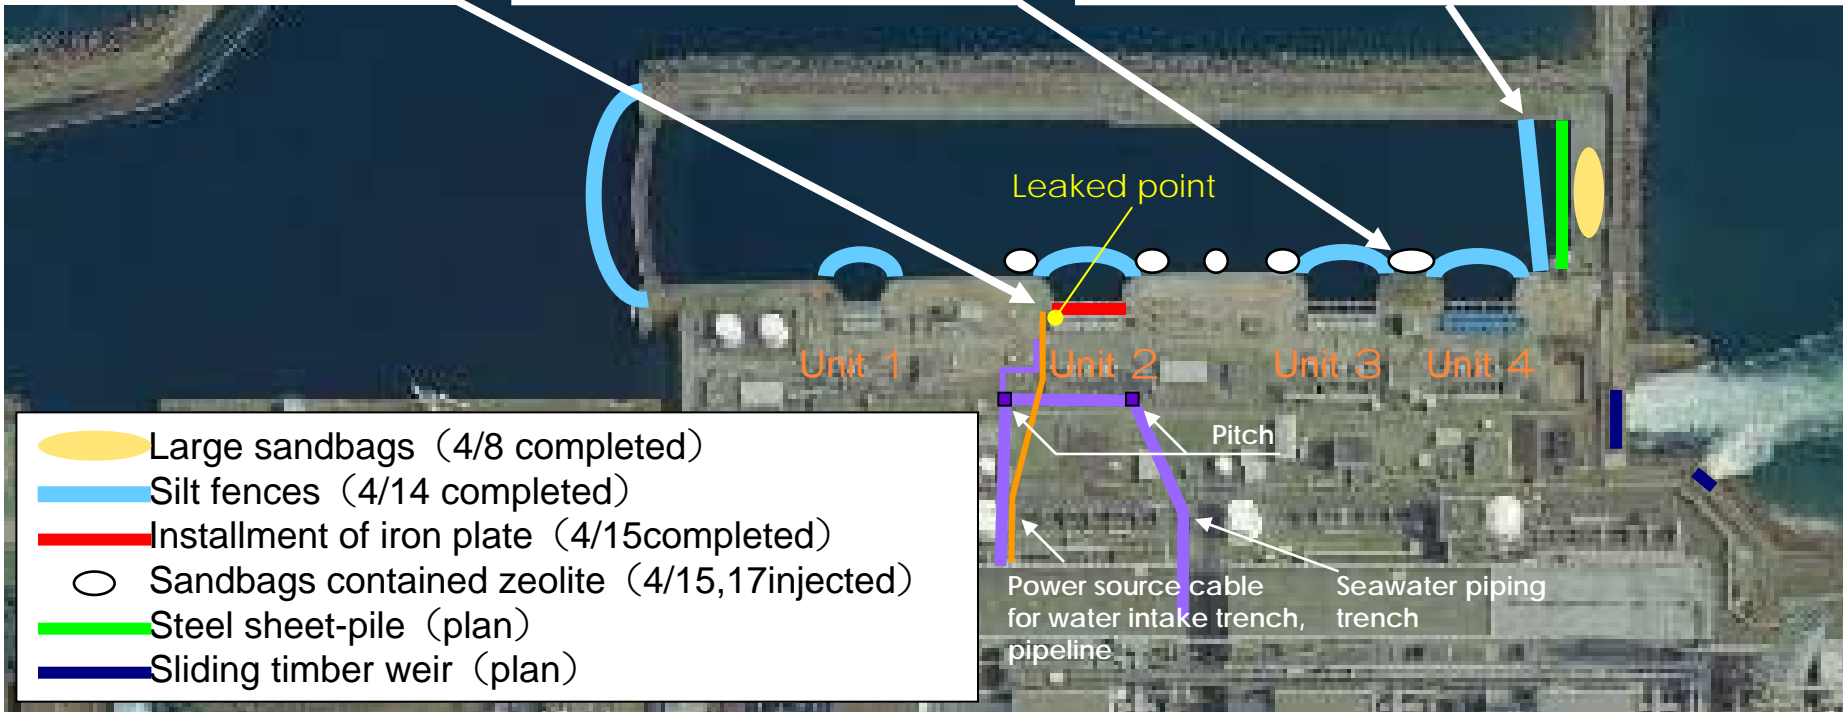 Leaked point
Unit 1
Unit 2
Unit 3
Unit 4
Pitch
Large sandbags（4/8 completed）
Silt fences（4/14 completed）
Installment of iron plate（4/15completed）
Sandbags contained zeolite（4/15,17injected）
Steel sheet-pile（plan）
Sliding timber weir（plan）
Power source cable
for water intake trench,
pipeline
Seawater piping
trench